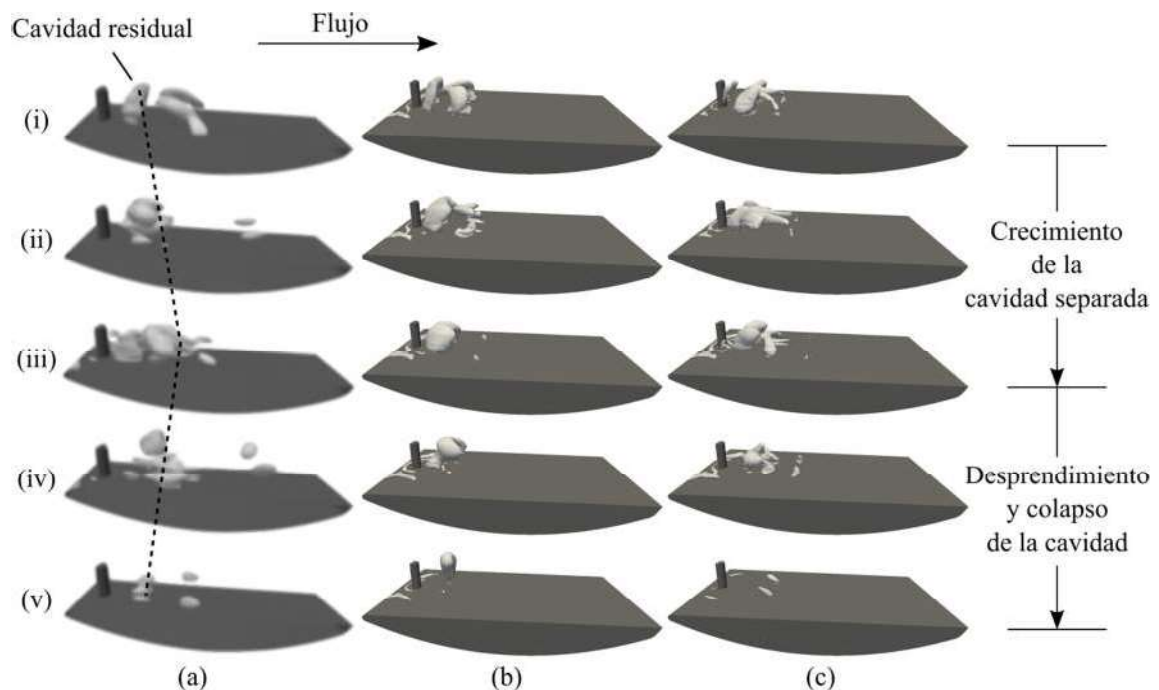 Cavidad residual
Flujo
(i)
(ii)
(iii)
(iv)
(v)
Crecimiento
de la
cavidad separada
Desprendimiento
y colapso
de la cavidad
(a)
(b)
(c)